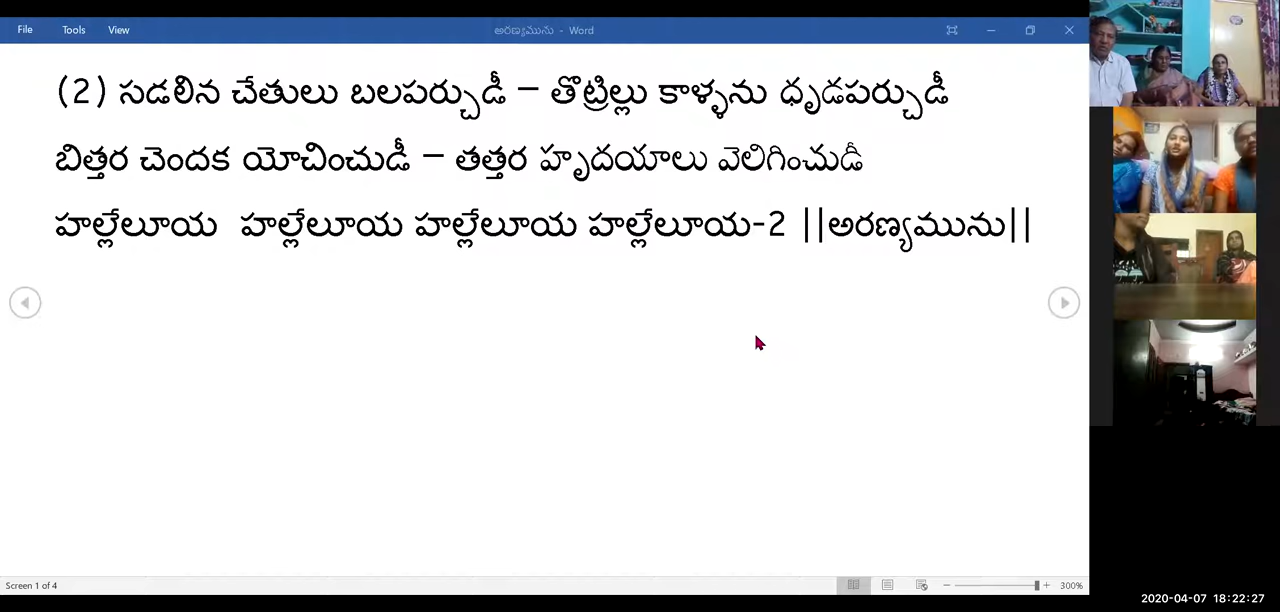 File Tools View అరణ్యమును - Word
(2) సడలిన చేతులు బలపర్చుడీ – తొట్రిల్లు కాళ్ళను ధృడపర్చుడీ
బిత్తర చెందక యోచించుడీ – తత్తర హృదయాలు వెలిగించుడీ
హల్లేలూయ హల్లేలూయ హల్లేలూయ హల్లేలూయ-2 ||అరణ్యమును||
Screen 1 of 4 300%
2020-04-07 18:22:27